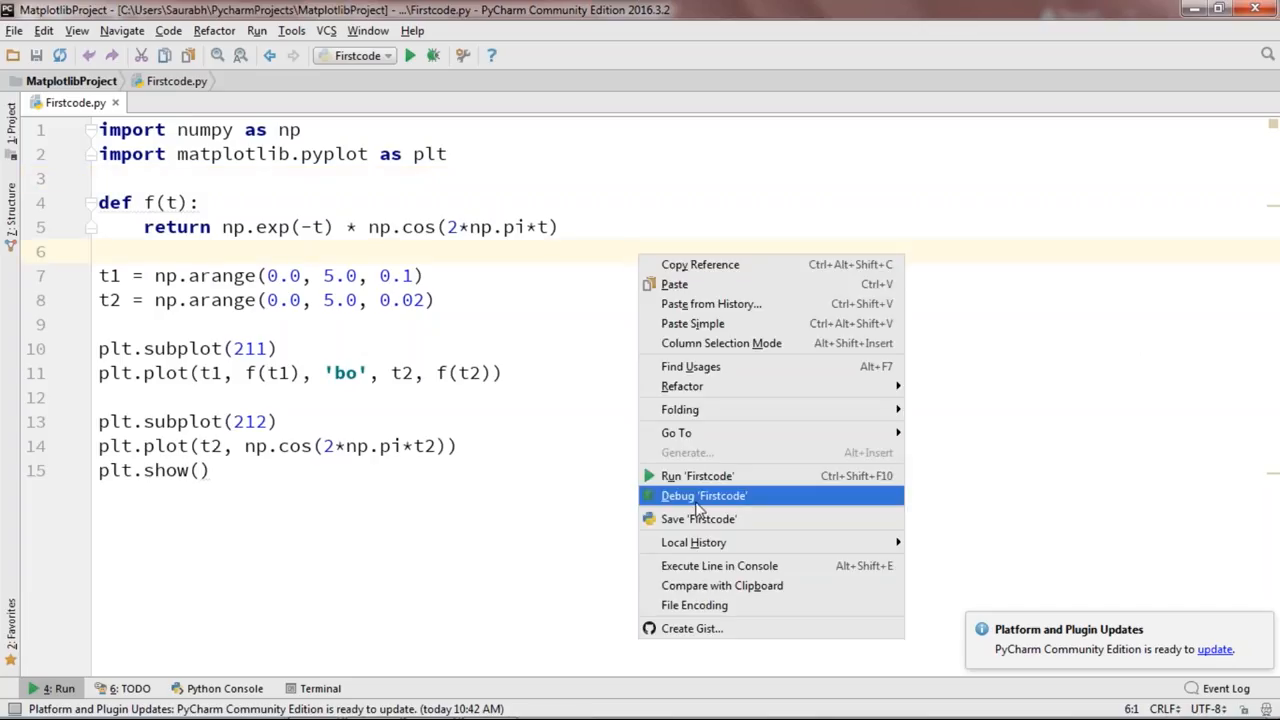 MatplotlibProject - [C:\Users\Saurabh\PycharmProjects\MatplotlibProject] - ...\Firstcode.py - PyCharm Community Edition 2016.3.2
File Edit View Navigate Code Refactor Run Tools VCS Window Help
Firstcode
MatplotlibProject Firstcode.py
Firstcode.py
1: Project
7: Structure
2: Favorites
1 import numpy as np
2 import matplotlib.pyplot as plt
3
4 def f(t):
5 return np.exp(-t) * np.cos(2*np.pi*t)
6
7 t1 = np.arange(0.0, 5.0, 0.1)
8 t2 = np.arange(0.0, 5.0, 0.02)
9
10 plt.subplot(211)
11 plt.plot(t1, f(t1), 'bo', t2, f(t2))
12
13 plt.subplot(212)
14 plt.plot(t2, np.cos(2*np.pi*t2))
15 plt.show()
Copy Reference Ctrl+Alt+Shift+C
Paste Ctrl+V
Paste from History... Ctrl+Shift+V
Paste Simple Ctrl+Alt+Shift+V
Column Selection Mode Alt+Shift+Insert
Find Usages Alt+F7
Refactor
Folding
Go To
Generate... Alt+Insert
Run 'Firstcode' Ctrl+Shift+F10
Debug 'Firstcode'
Save 'Firstcode'
Local History
Execute Line in Console Alt+Shift+E
Compare with Clipboard
File Encoding
Create Gist...
Platform and Plugin Updates
PyCharm Community Edition is ready to update.
4: Run 6: TODO Python Console Terminal Event Log
Platform and Plugin Updates: PyCharm Community Edition is ready to update. (today 10:42 AM) 6:1 CRLF UTF-8